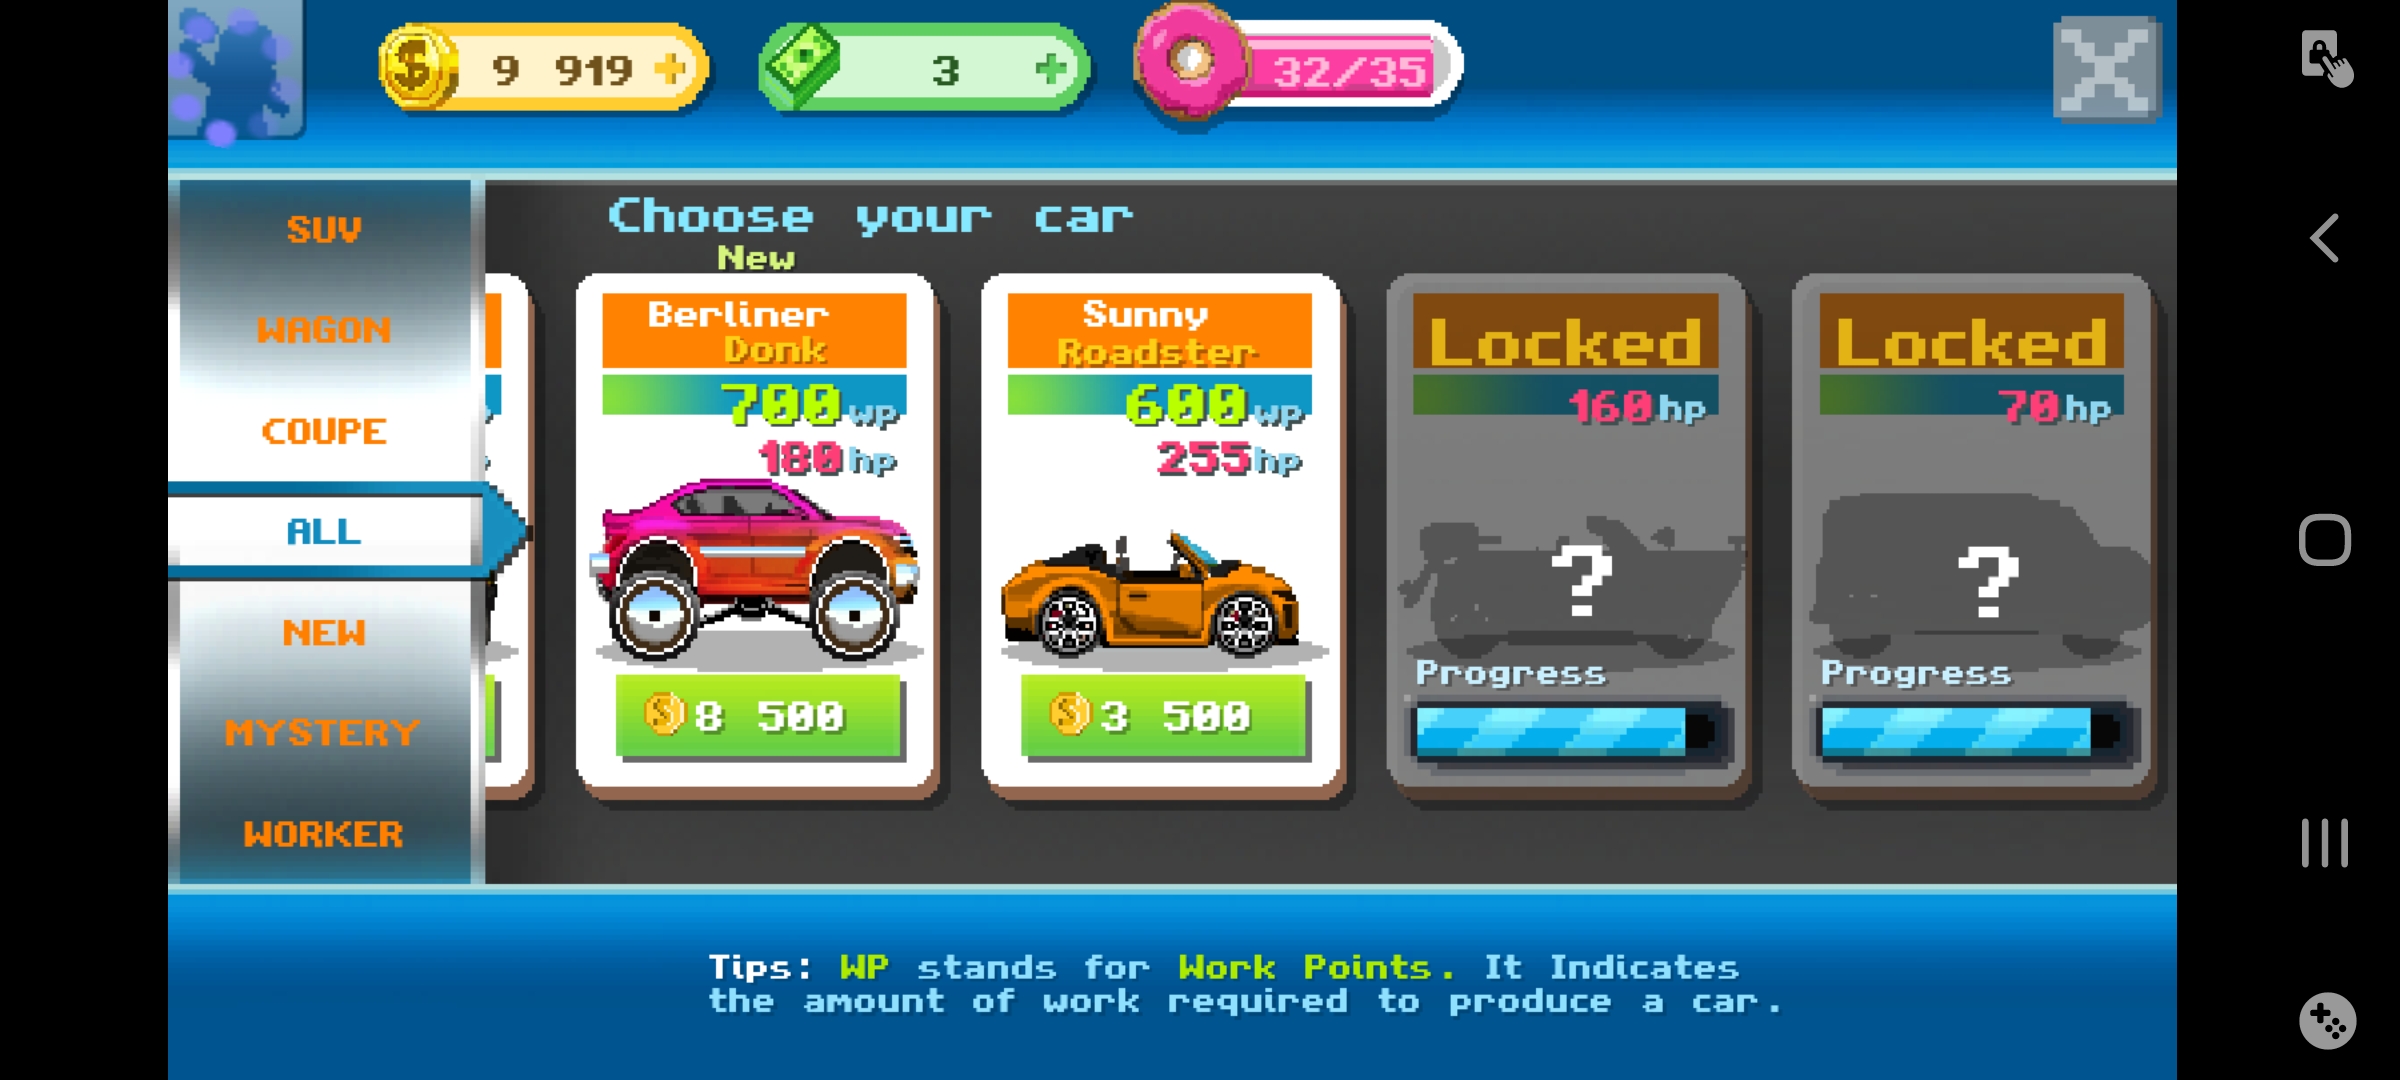 9 919 +
3 +
32/35
SUV
WAGON
COUPE
ALL
NEW
MYSTERY
WORKER
Choose your car
New
Berliner
Donk
700 wp
180 hp
8 500
Sunny
Roadster
600 wp
255 hp
3 500
Locked
160 hp
?
Progress
Locked
70 hp
?
Progress
Tips: WP stands for Work Points. It Indicates
the amount of work required to produce a car.